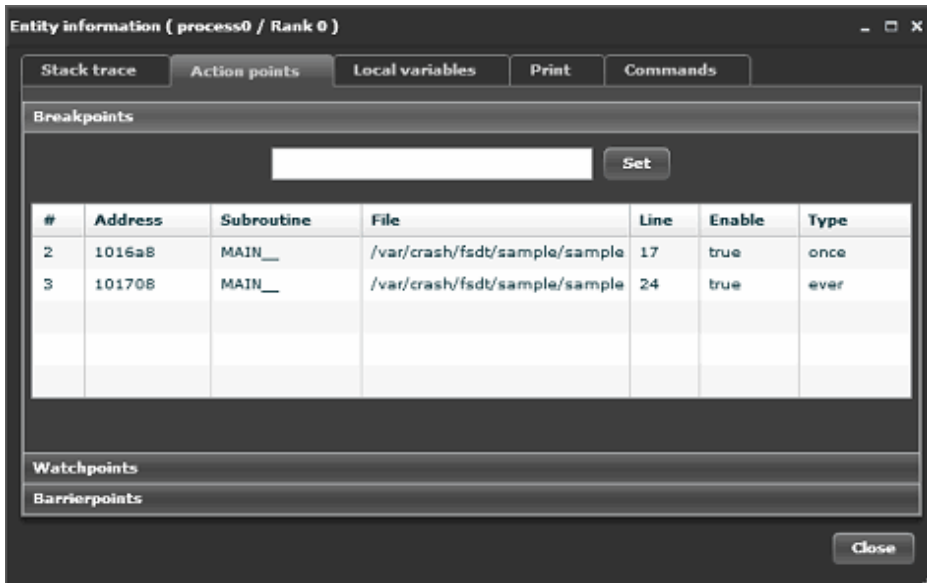 Entity information ( process0 / Rank 0 )
Stack trace Action points Local variables Print Commands
Breakpoints
Set
# Address Subroutine File Line Enable Type
2 1016a8 MAIN__ /var/crash/fsdt/sample/sample 17 true once
3 101708 MAIN__ /var/crash/fsdt/sample/sample 24 true ever
Watchpoints
Barrierpoints
Close